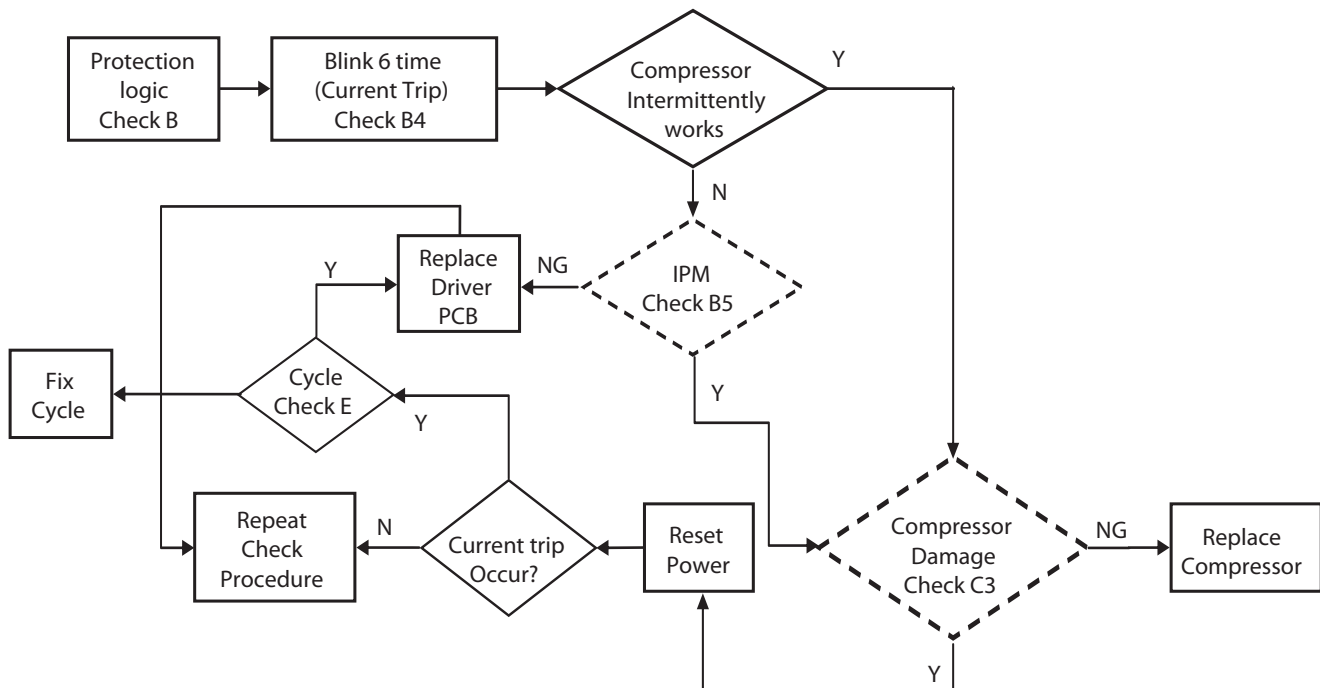 Protection
logic
Check B
Blink 6 time
(Current Trip)
Check B4
Compressor
Intermittently
works
Y
N
Replace
Driver
PCB
NG
IPM
Check B5
Y
Fix
Cycle
Cycle
Check E
Y
Y
Repeat
Check
Procedure
N
Current trip
Occur?
Reset
Power
Compressor
Damage
Check C3
NG
Replace
Compressor
Y